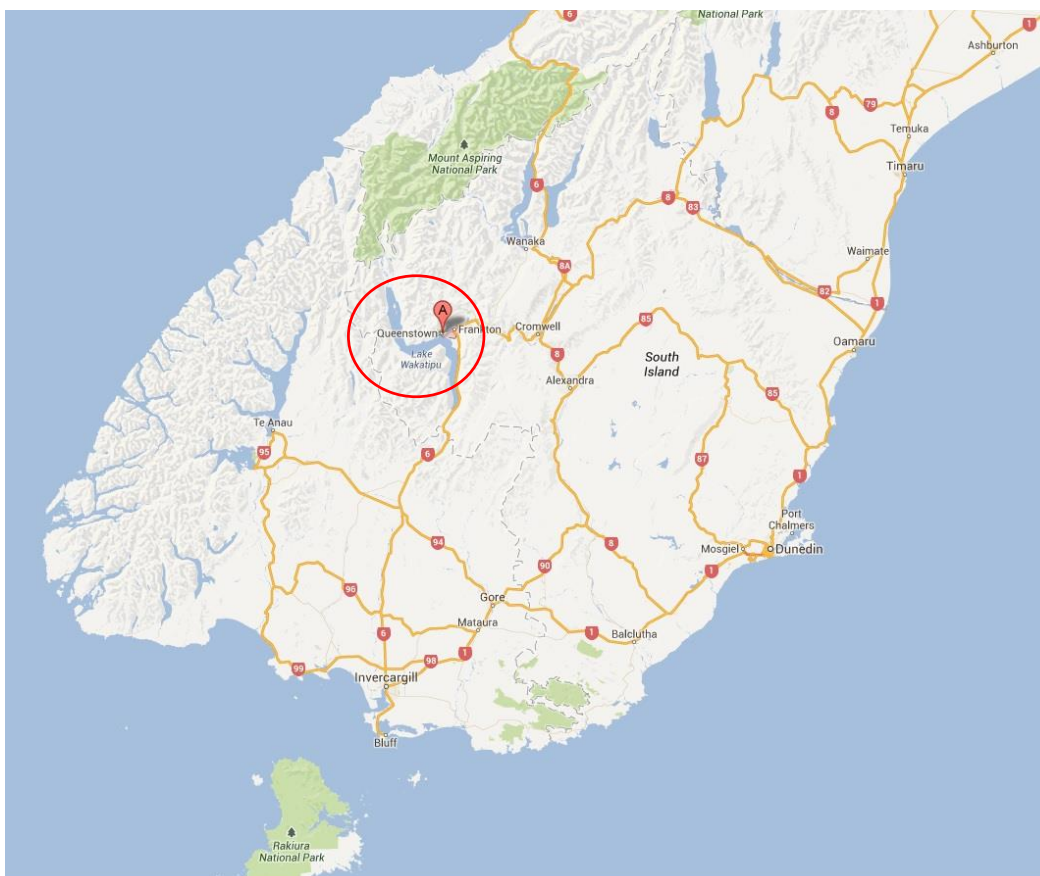 6
National Park
1
Ashburton
79
8
Temuka
Timaru
Mount Aspiring
National Park
6
8
83
Wanaka
Waimate
8A
82
1
A
Queenstown
Frankton
Cromwell
85
Oamaru
Lake
Wakatipu
8
South
Island
Alexandra
85
Te Anau
95
6
87
1
Port
Chalmers
94
8
Mosgiel
Dunedin
90
96
1
Gore
Mataura
6
1
Balclutha
98
1
99
Invercargill
Bluff
Rakiura
National Park